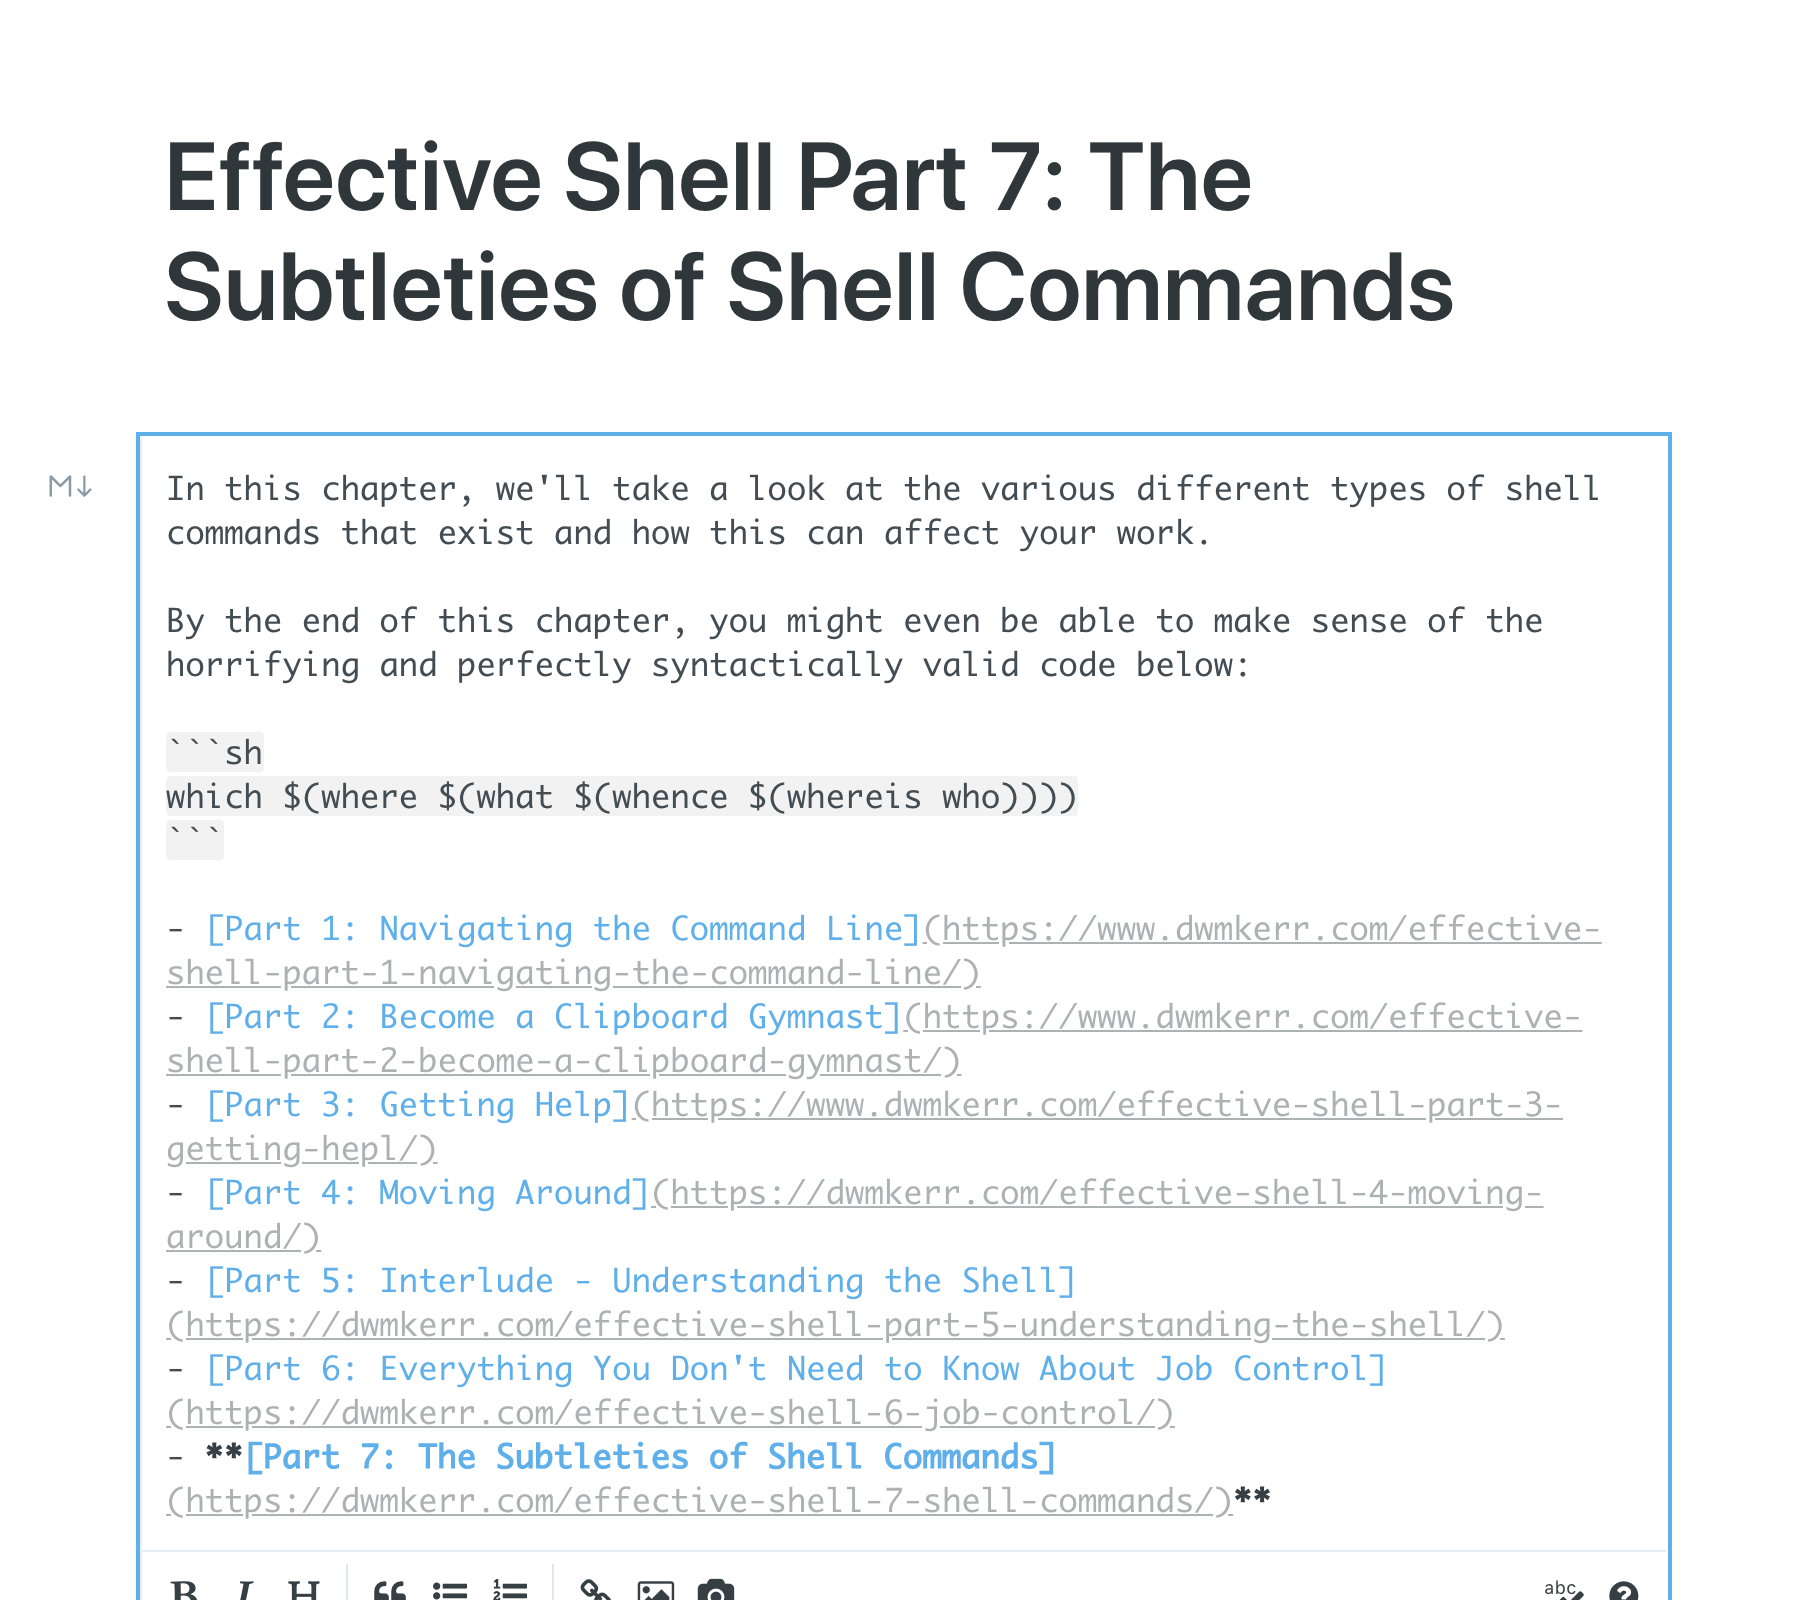 Effective Shell Part 7: The
Subtleties of Shell Commands
M↓
In this chapter, we'll take a look at the various different types of shell
commands that exist and how this can affect your work.
By the end of this chapter, you might even be able to make sense of the
horrifying and perfectly syntactically valid code below:
```sh
which $(where $(what $(whence $(whereis who))))
```
- [Part 1: Navigating the Command Line](https://www.dwmkerr.com/effective-
shell-part-1-navigating-the-command-line/)
- [Part 2: Become a Clipboard Gymnast](https://www.dwmkerr.com/effective-
shell-part-2-become-a-clipboard-gymnast/)
- [Part 3: Getting Help](https://www.dwmkerr.com/effective-shell-part-3-
getting-hepl/)
- [Part 4: Moving Around](https://dwmkerr.com/effective-shell-4-moving-
around/)
- [Part 5: Interlude - Understanding the Shell]
(https://dwmkerr.com/effective-shell-part-5-understanding-the-shell/)
- [Part 6: Everything You Don't Need to Know About Job Control]
(https://dwmkerr.com/effective-shell-6-job-control/)
- **[Part 7: The Subtleties of Shell Commands]
(https://dwmkerr.com/effective-shell-7-shell-commands/)**
B I H abc ?